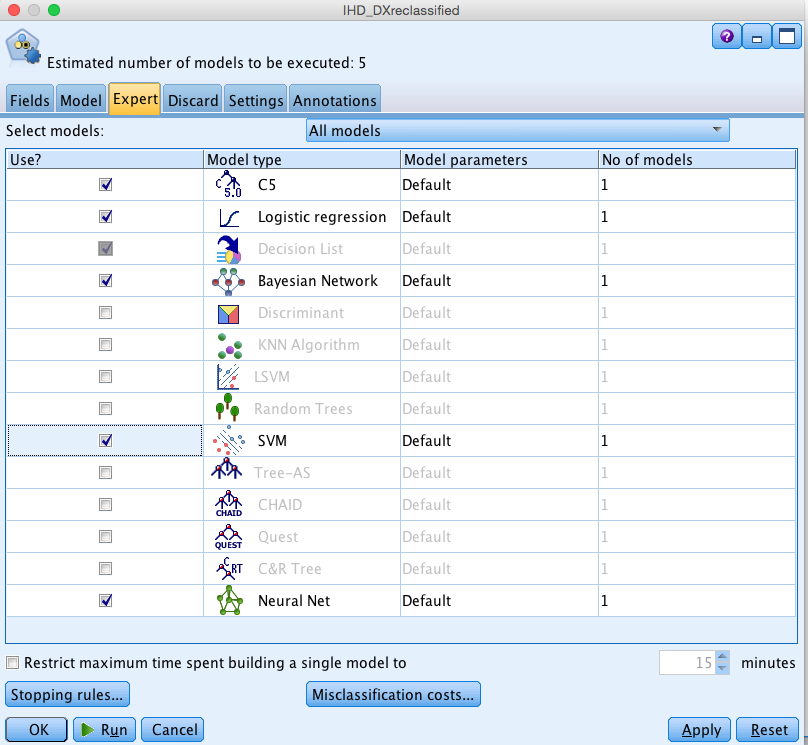 IHD_DXreclassified
?
Estimated number of models to be executed: 5
Fields Model Expert Discard Settings Annotations
Select models: All models
Use? Model type Model parameters No of models
C 5.0 C5 Default 1
Logistic regression Default 1
Decision List Default 1
Bayesian Network Default 1
Discriminant Default 1
KNN Algorithm Default 1
LSVM Default 1
Random Trees Default 1
SVM Default 1
Tree-AS Default 1
CHAID CHAID Default 1
QUEST Quest Default 1
C RT C&R Tree Default 1
Neural Net Default 1
Restrict maximum time spent building a single model to 15 minutes
Stopping rules... Misclassification costs...
OK Run Cancel Apply Reset